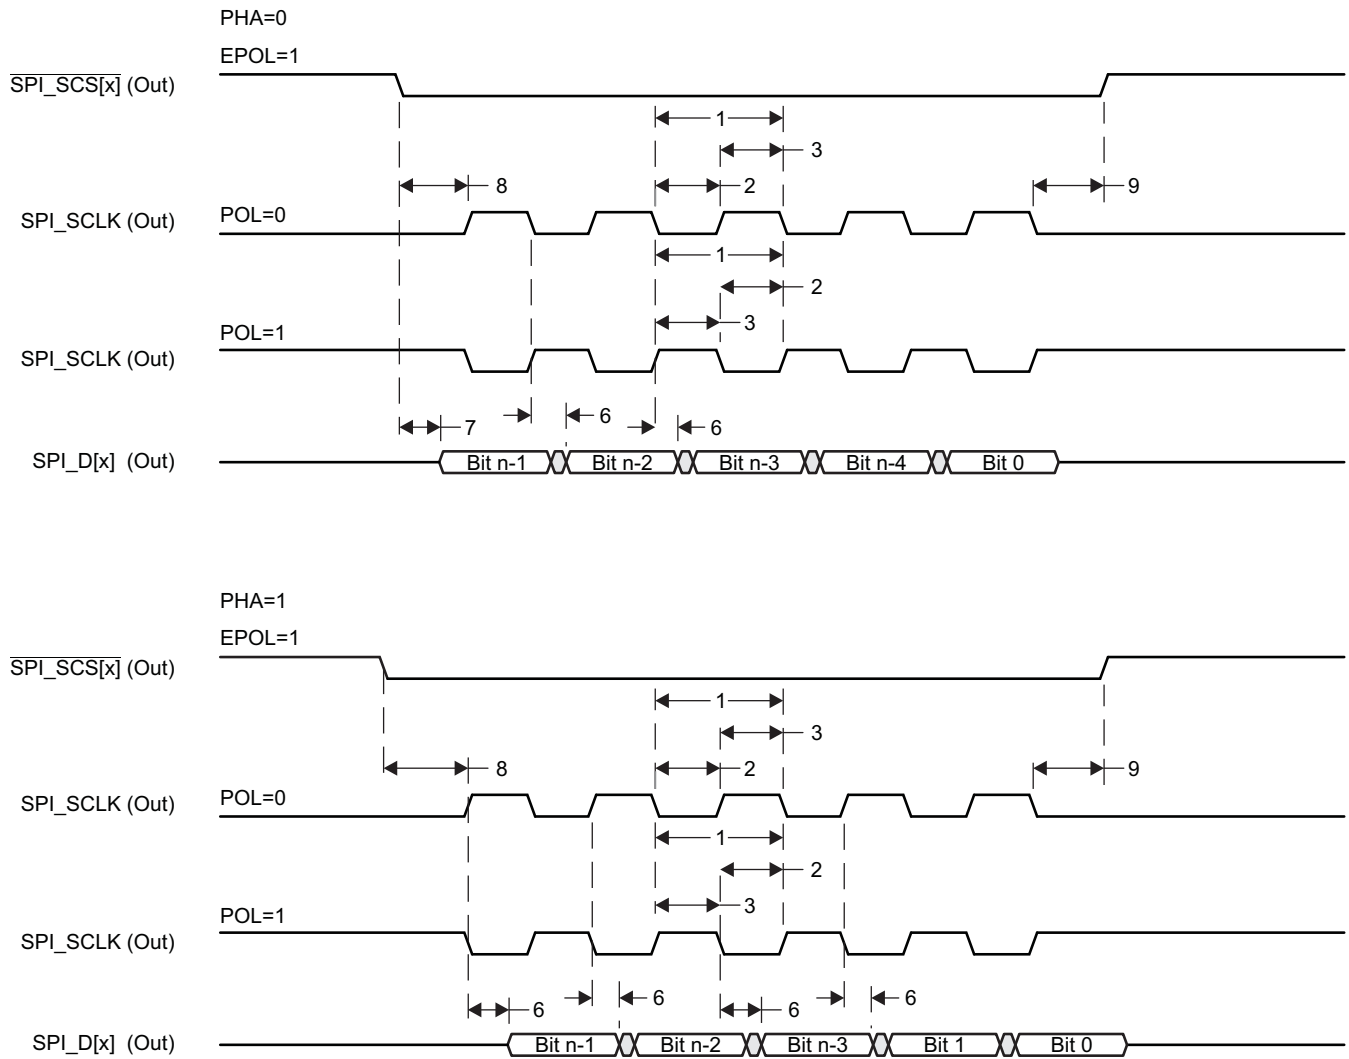 PHA=0
EPOL=1
SPI_SCS[x] (Out)
1
3
8
2
9
SPI_SCLK (Out)
POL=0
1
2
3
POL=1
SPI_SCLK (Out)
7
6
6
SPI_D[x] (Out)
Bit n-1
Bit n-2
Bit n-3
Bit n-4
Bit 0
PHA=1
EPOL=1
SPI_SCS[x] (Out)
1
3
8
2
9
SPI_SCLK (Out)
POL=0
1
2
3
POL=1
SPI_SCLK (Out)
6
6
6
6
SPI_D[x] (Out)
Bit n-1
Bit n-2
Bit n-3
Bit 1
Bit 0